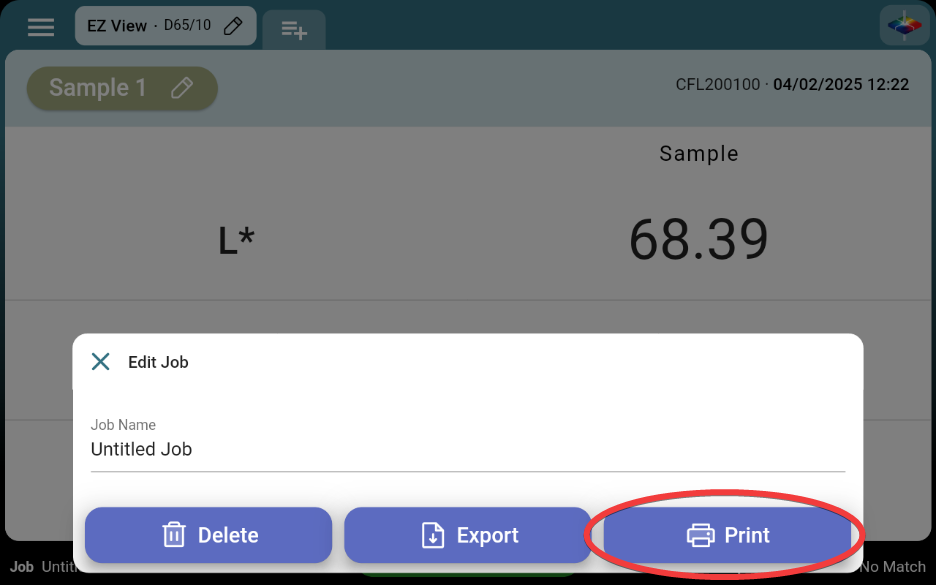 EZ View · D65/10
Sample 1
CFL200100 · 04/02/2025 12:22
Sample
L*
68.39
Edit Job
Job Name
Untitled Job
Delete
Export
Print
Job
No Match